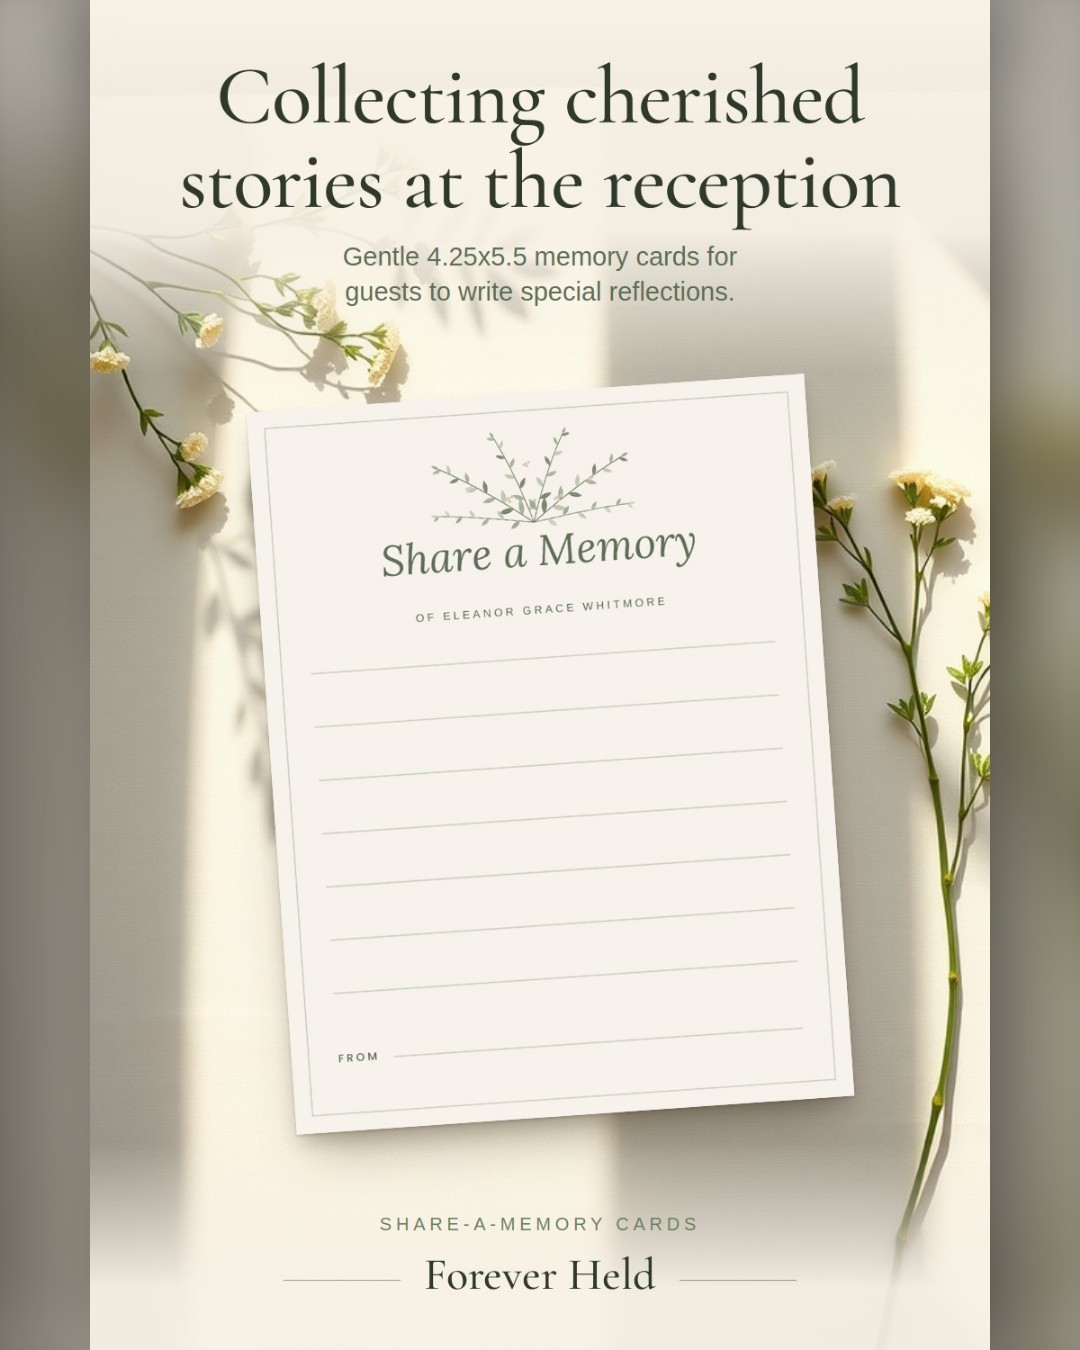 Collecting cherished
stories at the reception
Gentle 4.25x5.5 memory cards for
guests to write special reflections.
Share a Memory
OF ELEANOR GRACE WHITMORE
FROM
SHARE-A-MEMORY CARDS
Forever Held